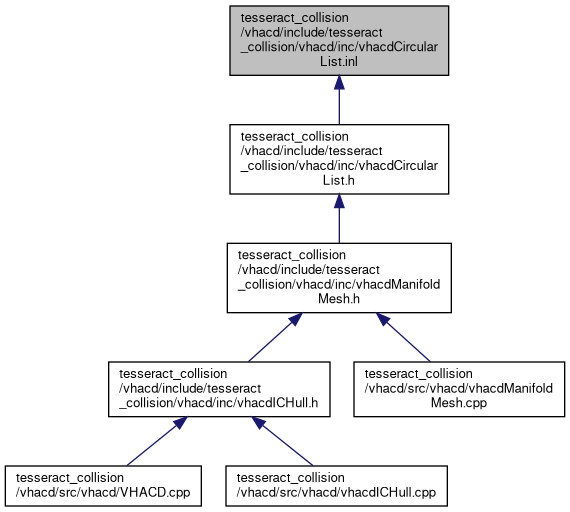 tesseract_collision
/vhacd/include/tesseract
_collision/vhacd/inc/vhacdCircular
List.inl
tesseract_collision
/vhacd/include/tesseract
_collision/vhacd/inc/vhacdCircular
List.h
tesseract_collision
/vhacd/include/tesseract
_collision/vhacd/inc/vhacdManifold
Mesh.h
tesseract_collision
/vhacd/include/tesseract
_collision/vhacd/inc/vhacdICHull.h
tesseract_collision
/vhacd/src/vhacd/vhacdManifold
Mesh.cpp
tesseract_collision
/vhacd/src/vhacd/VHACD.cpp
tesseract_collision
/vhacd/src/vhacd/vhacdICHull.cpp